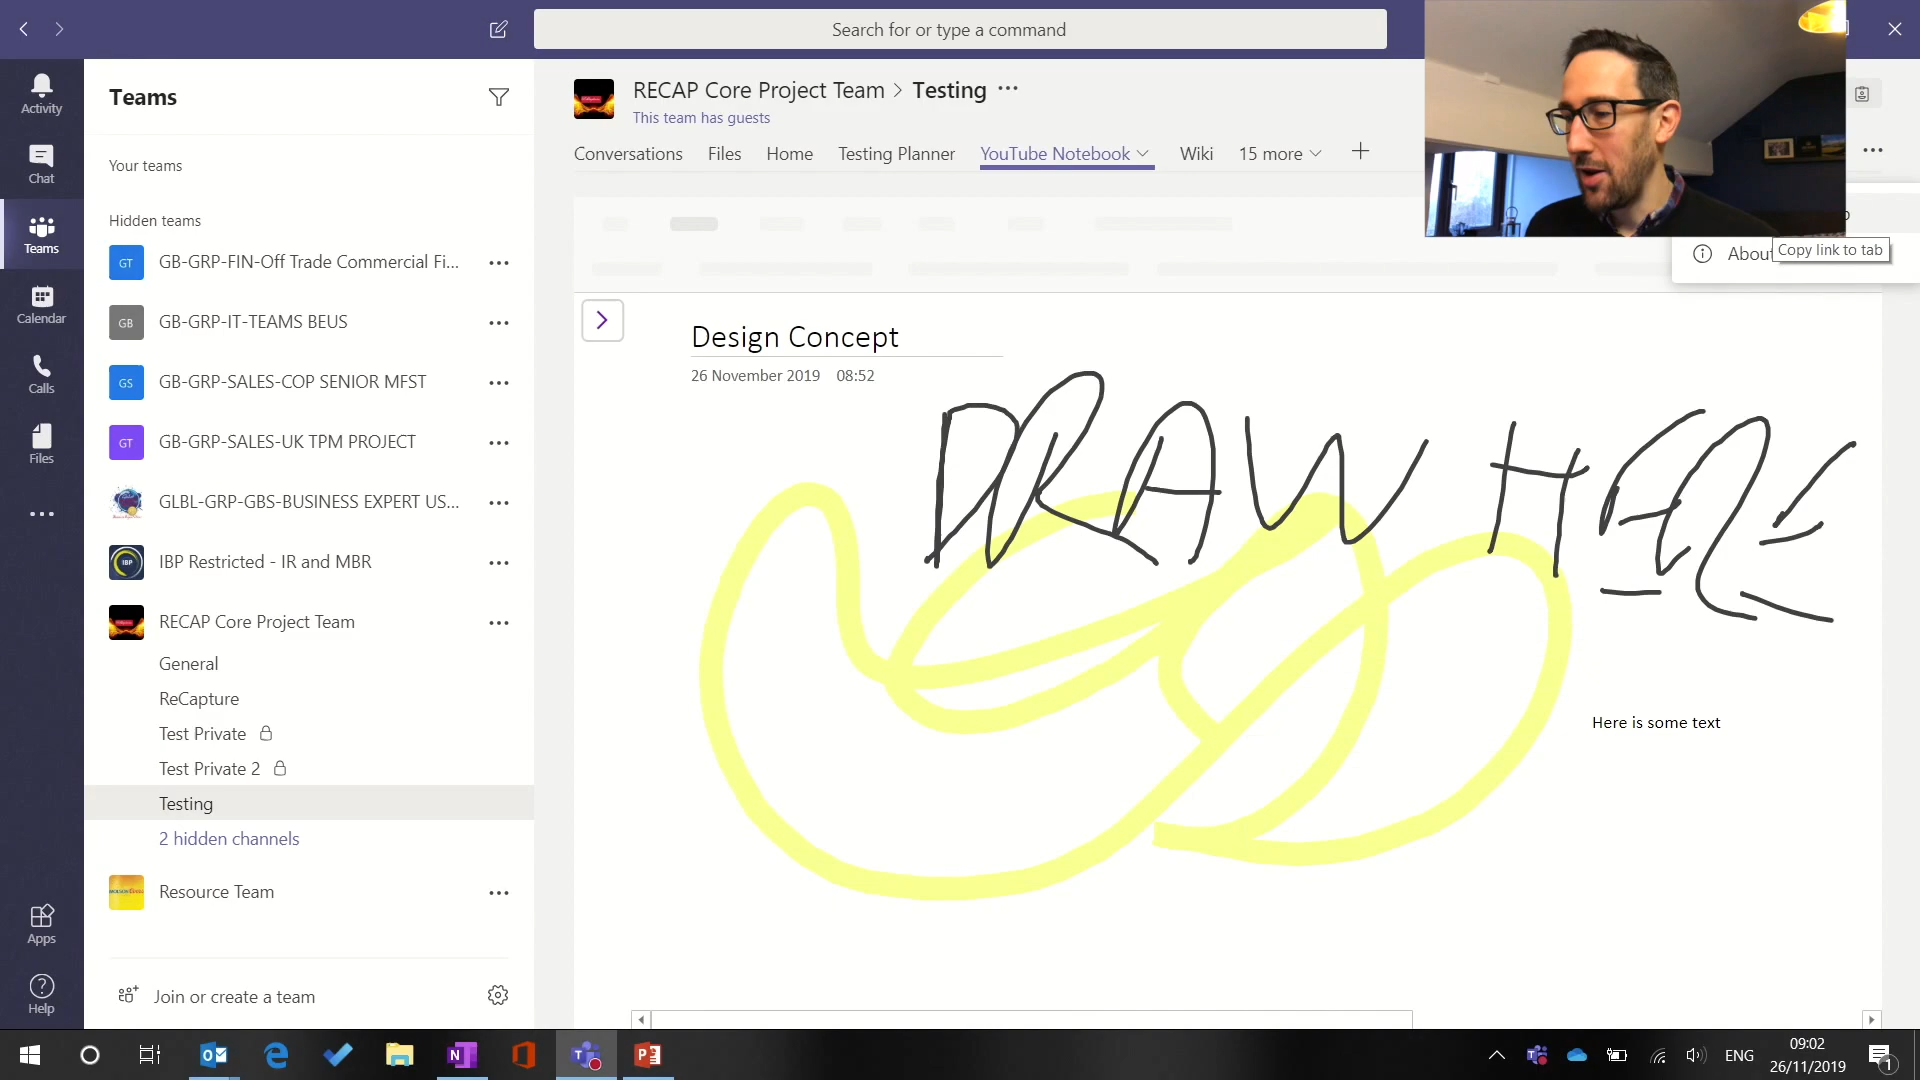 Search for or type a command
Activity
Chat
Teams
Calendar
Calls
Files
Apps
Help
Teams
Your teams
Hidden teams
GT GB-GRP-FIN-Off Trade Commercial Fi...
GB GB-GRP-IT-TEAMS BEUS
GS GB-GRP-SALES-COP SENIOR MFST
GT GB-GRP-SALES-UK TPM PROJECT
GLBL-GRP-GBS-BUSINESS EXPERT US...
IBP IBP Restricted - IR and MBR
RECAP Core Project Team
General
ReCapture
Test Private
Test Private 2
Testing
2 hidden channels
Resource Team
Join or create a team
RECAP Core Project Team > Testing ...
This team has guests
Conversations Files Home Testing Planner YouTube Notebook Wiki 15 more +
About
Copy link to tab
Design Concept
26 November 2019 08:52
DRAW HERE
Here is some text
ENG
09:02
26/11/2019
1